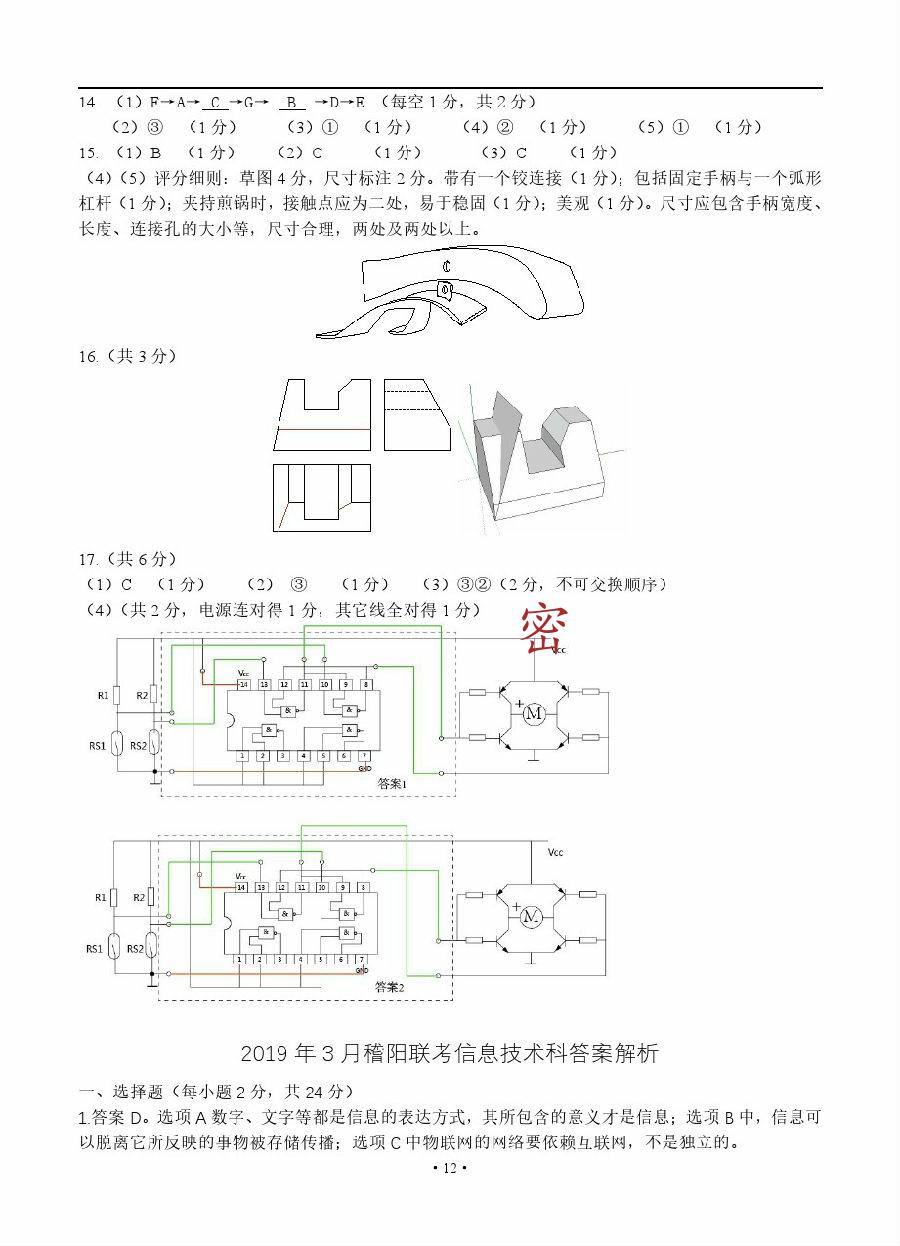 14 （1）F→A→ C →G→ B →D→E （每空1分，共2分）
（2）③ （1分） （3）① （1分） （4）② （1分） （5）① （1分）
15.（1）B （1分） （2）C （1分） （3）C （1分）
（4）（5）评分细则：草图4分，尺寸标注2分。带有一个铰连接（1分）；包括固定手柄与一个弧形
杠杆（1分）；夹持煎锅时，接触点应为二处，易于稳固（1分）；美观（1分）。尺寸应包含手柄宽度、
长度、连接孔的大小等，尺寸合理，两处及两处以上。
C
16.（共3分）
17.（共6分）
（1）C （1分） （2） ③ （1分） （3）③②（2分，不可交换顺序）
（4）（共2分，电源连对得1分；其它线全对得1分）
密
Vcc
Vcc
14 13 12 11 10 9 8
R1 R2
& &
+ M
& &
RS1 RS2
1 2 3 4 5 6 7
GND
答案1
Vcc
Vcc
14 13 12 11 10 9 8
R1 R2
& &
+ M
& &
RS1 RS2
1 2 3 4 5 6 7
GND
答案2
2019年3月稽阳联考信息技术科答案解析
一、选择题（每小题2分，共24分）
1.答案D。选项A数字、文字等都是信息的表达方式，其所包含的意义才是信息；选项B中，信息可
以脱离它所反映的事物被存储传播；选项C中物联网的网络要依赖互联网，不是独立的。
·12·